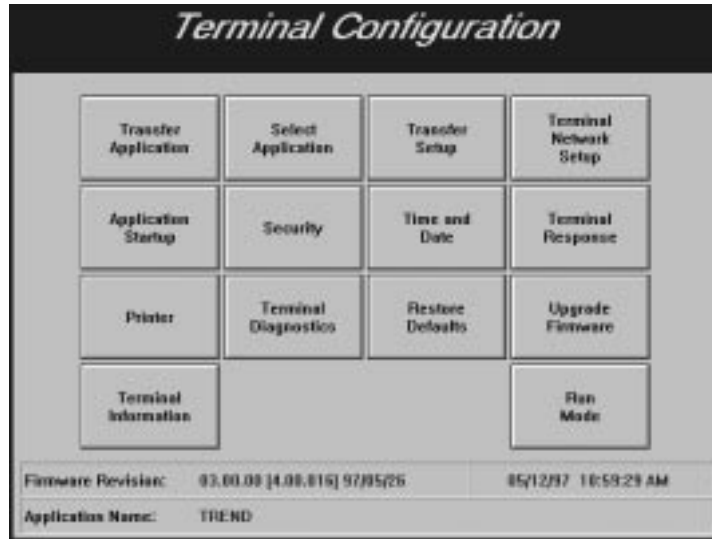 Terminal Configuration
Transfer
Application
Select
Application
Transfer
Setup
Terminal
Network
Setup
Application
Startup
Security
Time and
Date
Terminal
Response
Printer
Terminal
Diagnostics
Restore
Defaults
Upgrade
Firmware
Terminal
Information
Run
Mode
Firmware Revision: 03.00.00 [4.00.016] 97/05/26 05/12/97 10:59:29 AM
Application Name: TREND